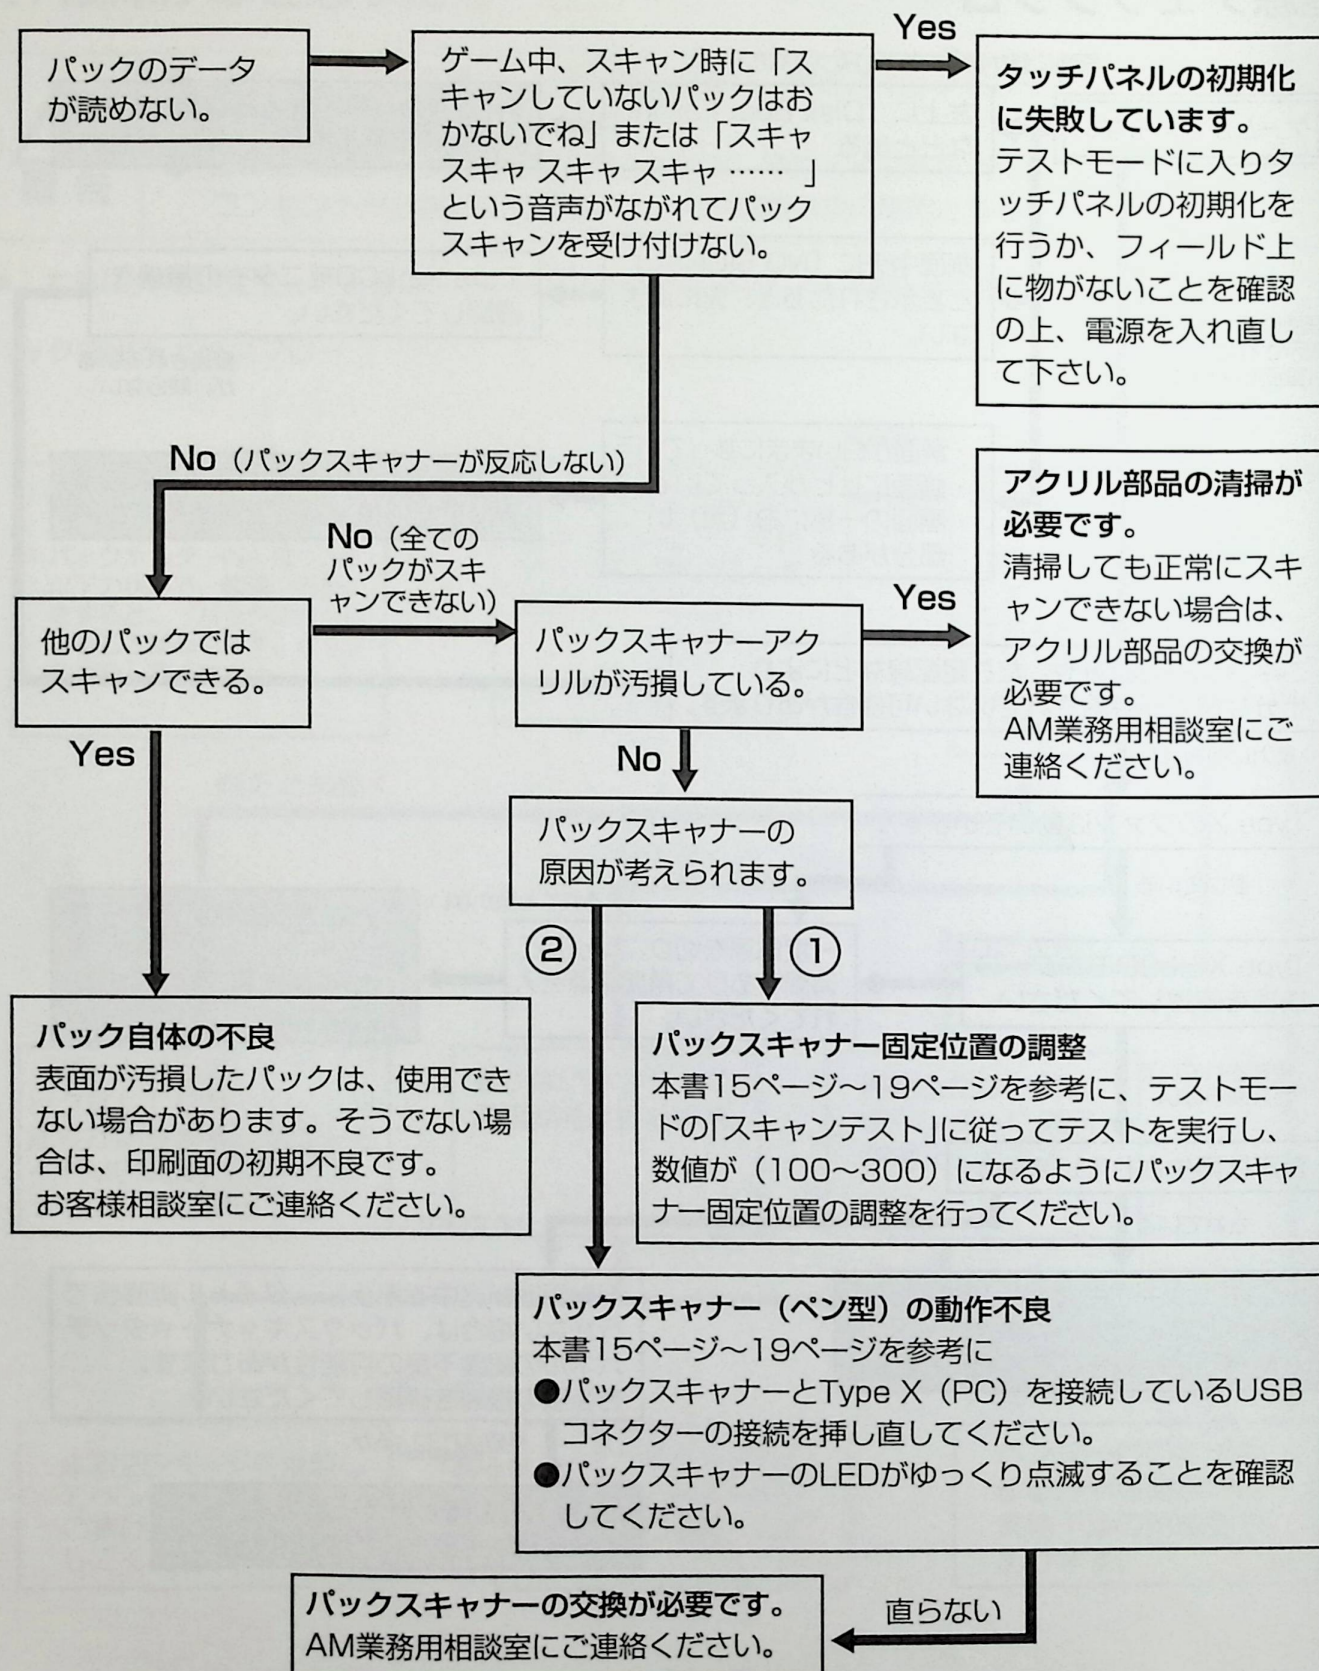 パックのデータ
が読めない。
ゲーム中、スキャン時に「ス
キャンしていないパックはお
かないでね」または「スキャ
スキャ スキャ スキャ …… 」
という音声がながれてパック
スキャンを受け付けない。
Yes
タッチパネルの初期化
に失敗しています。
テストモードに入りタ
ッチパネルの初期化を
行うか、フィールド上
に物がないことを確認
の上、電源を入れ直し
て下さい。
No（パックスキャナーが反応しない）
他のパックでは
スキャンできる。
No（全ての
パックがスキ
ャンできない）
パックスキャナーアク
リルが汚損している。
Yes
アクリル部品の清掃が
必要です。
清掃しても正常にスキ
ャンできない場合は、
アクリル部品の交換が
必要です。
AM業務用相談室にご
連絡ください。
Yes
No
パックスキャナーの
原因が考えられます。
②
①
パック自体の不良
表面が汚損したパックは、使用でき
ない場合があります。そうでない場
合は、印刷面の初期不良です。
お客様相談室にご連絡ください。
パックスキャナー固定位置の調整
本書15ページ～19ページを参考に、テストモー
ドの「スキャンテスト」に従ってテストを実行し、
数値が（100～300）になるようにパックスキャ
ナー固定位置の調整を行ってください。
パックスキャナー（ペン型）の動作不良
本書15ページ～19ページを参考に
●パックスキャナーとType X（PC）を接続しているUSB
コネクターの接続を挿し直してください。
●パックスキャナーのLEDがゆっくり点滅することを確認
してください。
直らない
パックスキャナーの交換が必要です。
AM業務用相談室にご連絡ください。